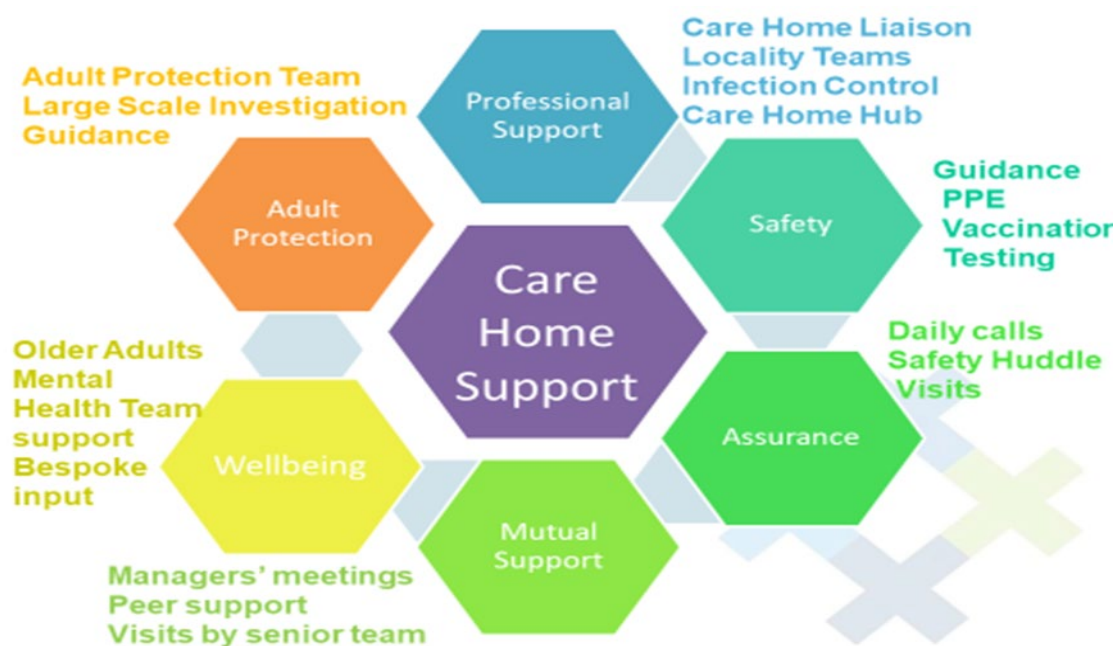 Care
Home
Support
Professional
Support
Care Home Liaison
Locality Teams
Infection Control
Care Home Hub
Safety
Guidance
PPE
Vaccination
Testing
Assurance
Daily calls
Safety Huddle
Visits
Mutual
Support
Managers’ meetings
Peer support
Visits by senior team
Wellbeing
Older Adults
Mental
Health Team
support
Bespoke
input
Adult
Protection
Adult Protection Team
Large Scale Investigation
Guidance